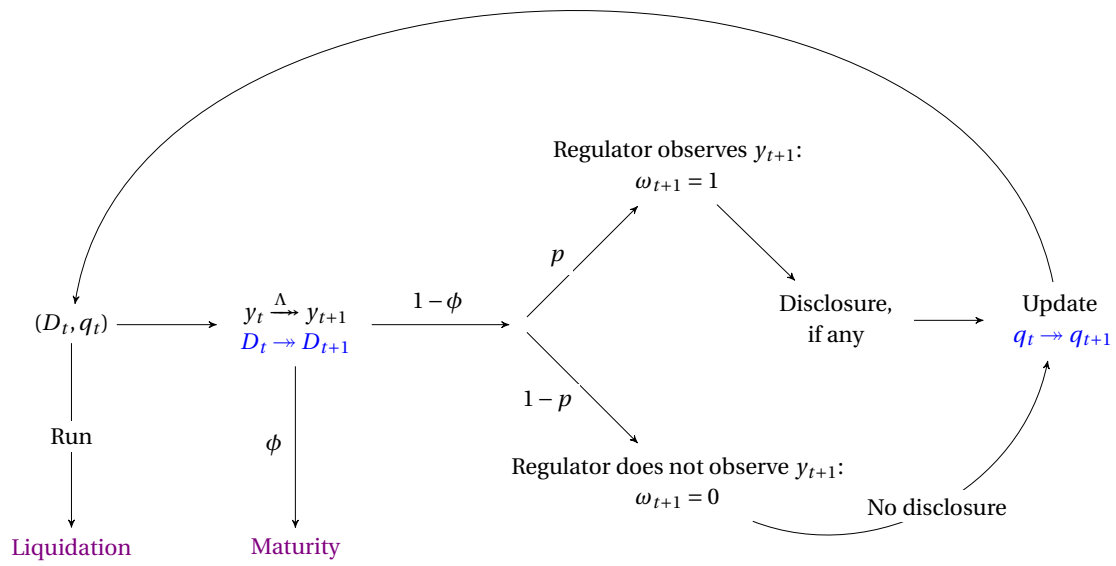 Regulator observes y_{t+1}:
ω_{t+1} = 1
p
1 − ϕ
(D_t, q_t)
y_t \xrightarrow{Λ} y_{t+1}
D_t ↠ D_{t+1}
Disclosure,
if any
Update
q_t ↠ q_{t+1}
1 − p
Run
ϕ
Regulator does not observe y_{t+1}:
ω_{t+1} = 0
No disclosure
Liquidation
Maturity